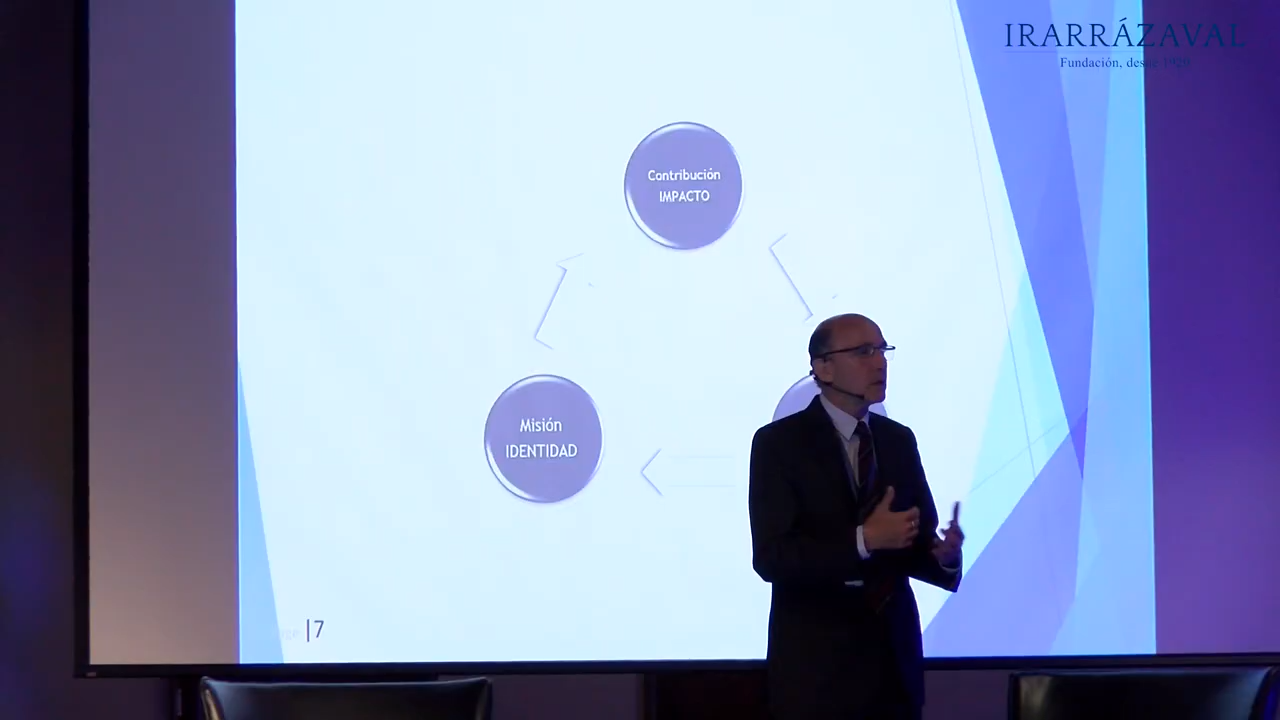 IRARRÁZAVAL
Fundación, desde 1929
Contribución
IMPACTO
Misión
IDENTIDAD
|7